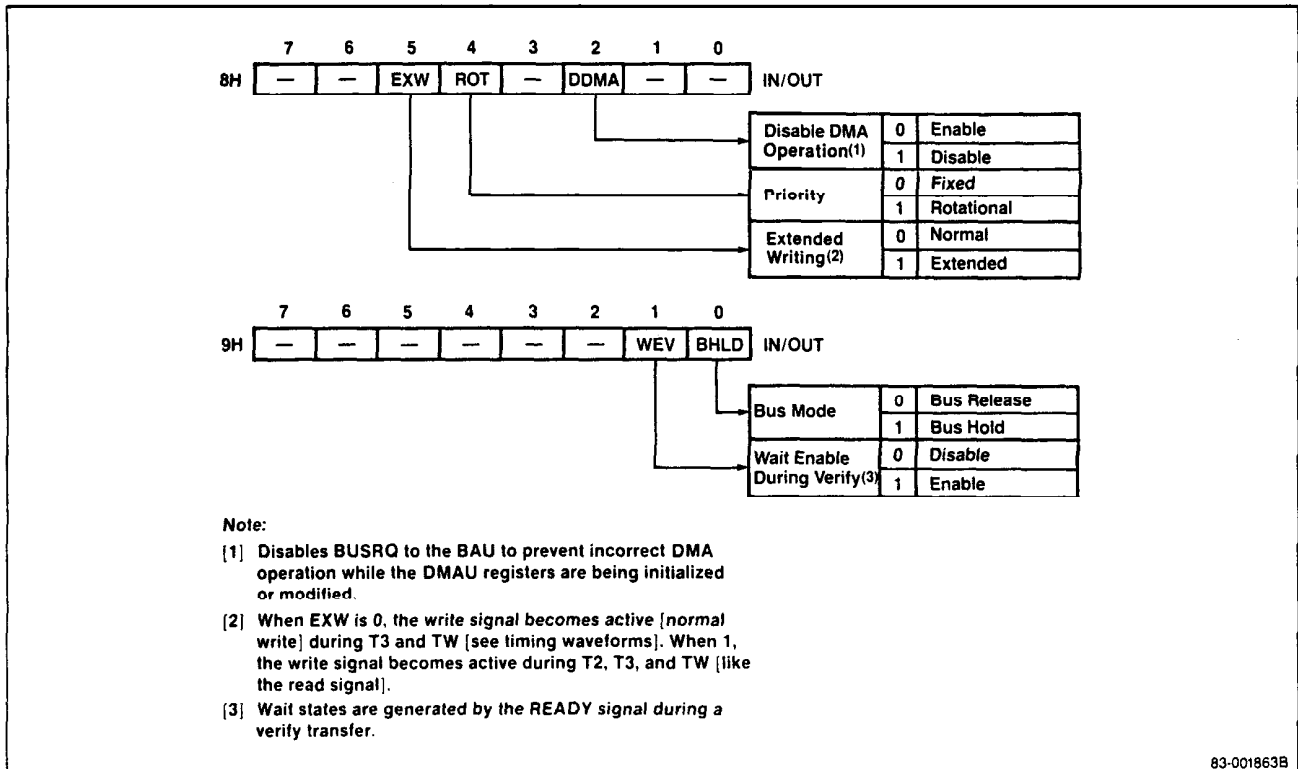 7 6 5 4 3 2 1 0
8H — — EXW ROT — DDMA — — IN/OUT
Disable DMA Operation(1) 0 Enable
1 Disable
Priority 0 Fixed
1 Rotational
Extended Writing(2) 0 Normal
1 Extended
7 6 5 4 3 2 1 0
9H — — — — — — WEV BHLD IN/OUT
Bus Mode 0 Bus Release
1 Bus Hold
Wait Enable During Verify(3) 0 Disable
1 Enable
Note:
[1] Disables BUSRQ to the BAU to prevent incorrect DMA
operation while the DMAU registers are being initialized
or modified.
[2] When EXW is 0, the write signal becomes active [normal
write] during T3 and TW [see timing waveforms]. When 1,
the write signal becomes active during T2, T3, and TW [like
the read signal].
[3] Wait states are generated by the READY signal during a
verify transfer.
83-001863B